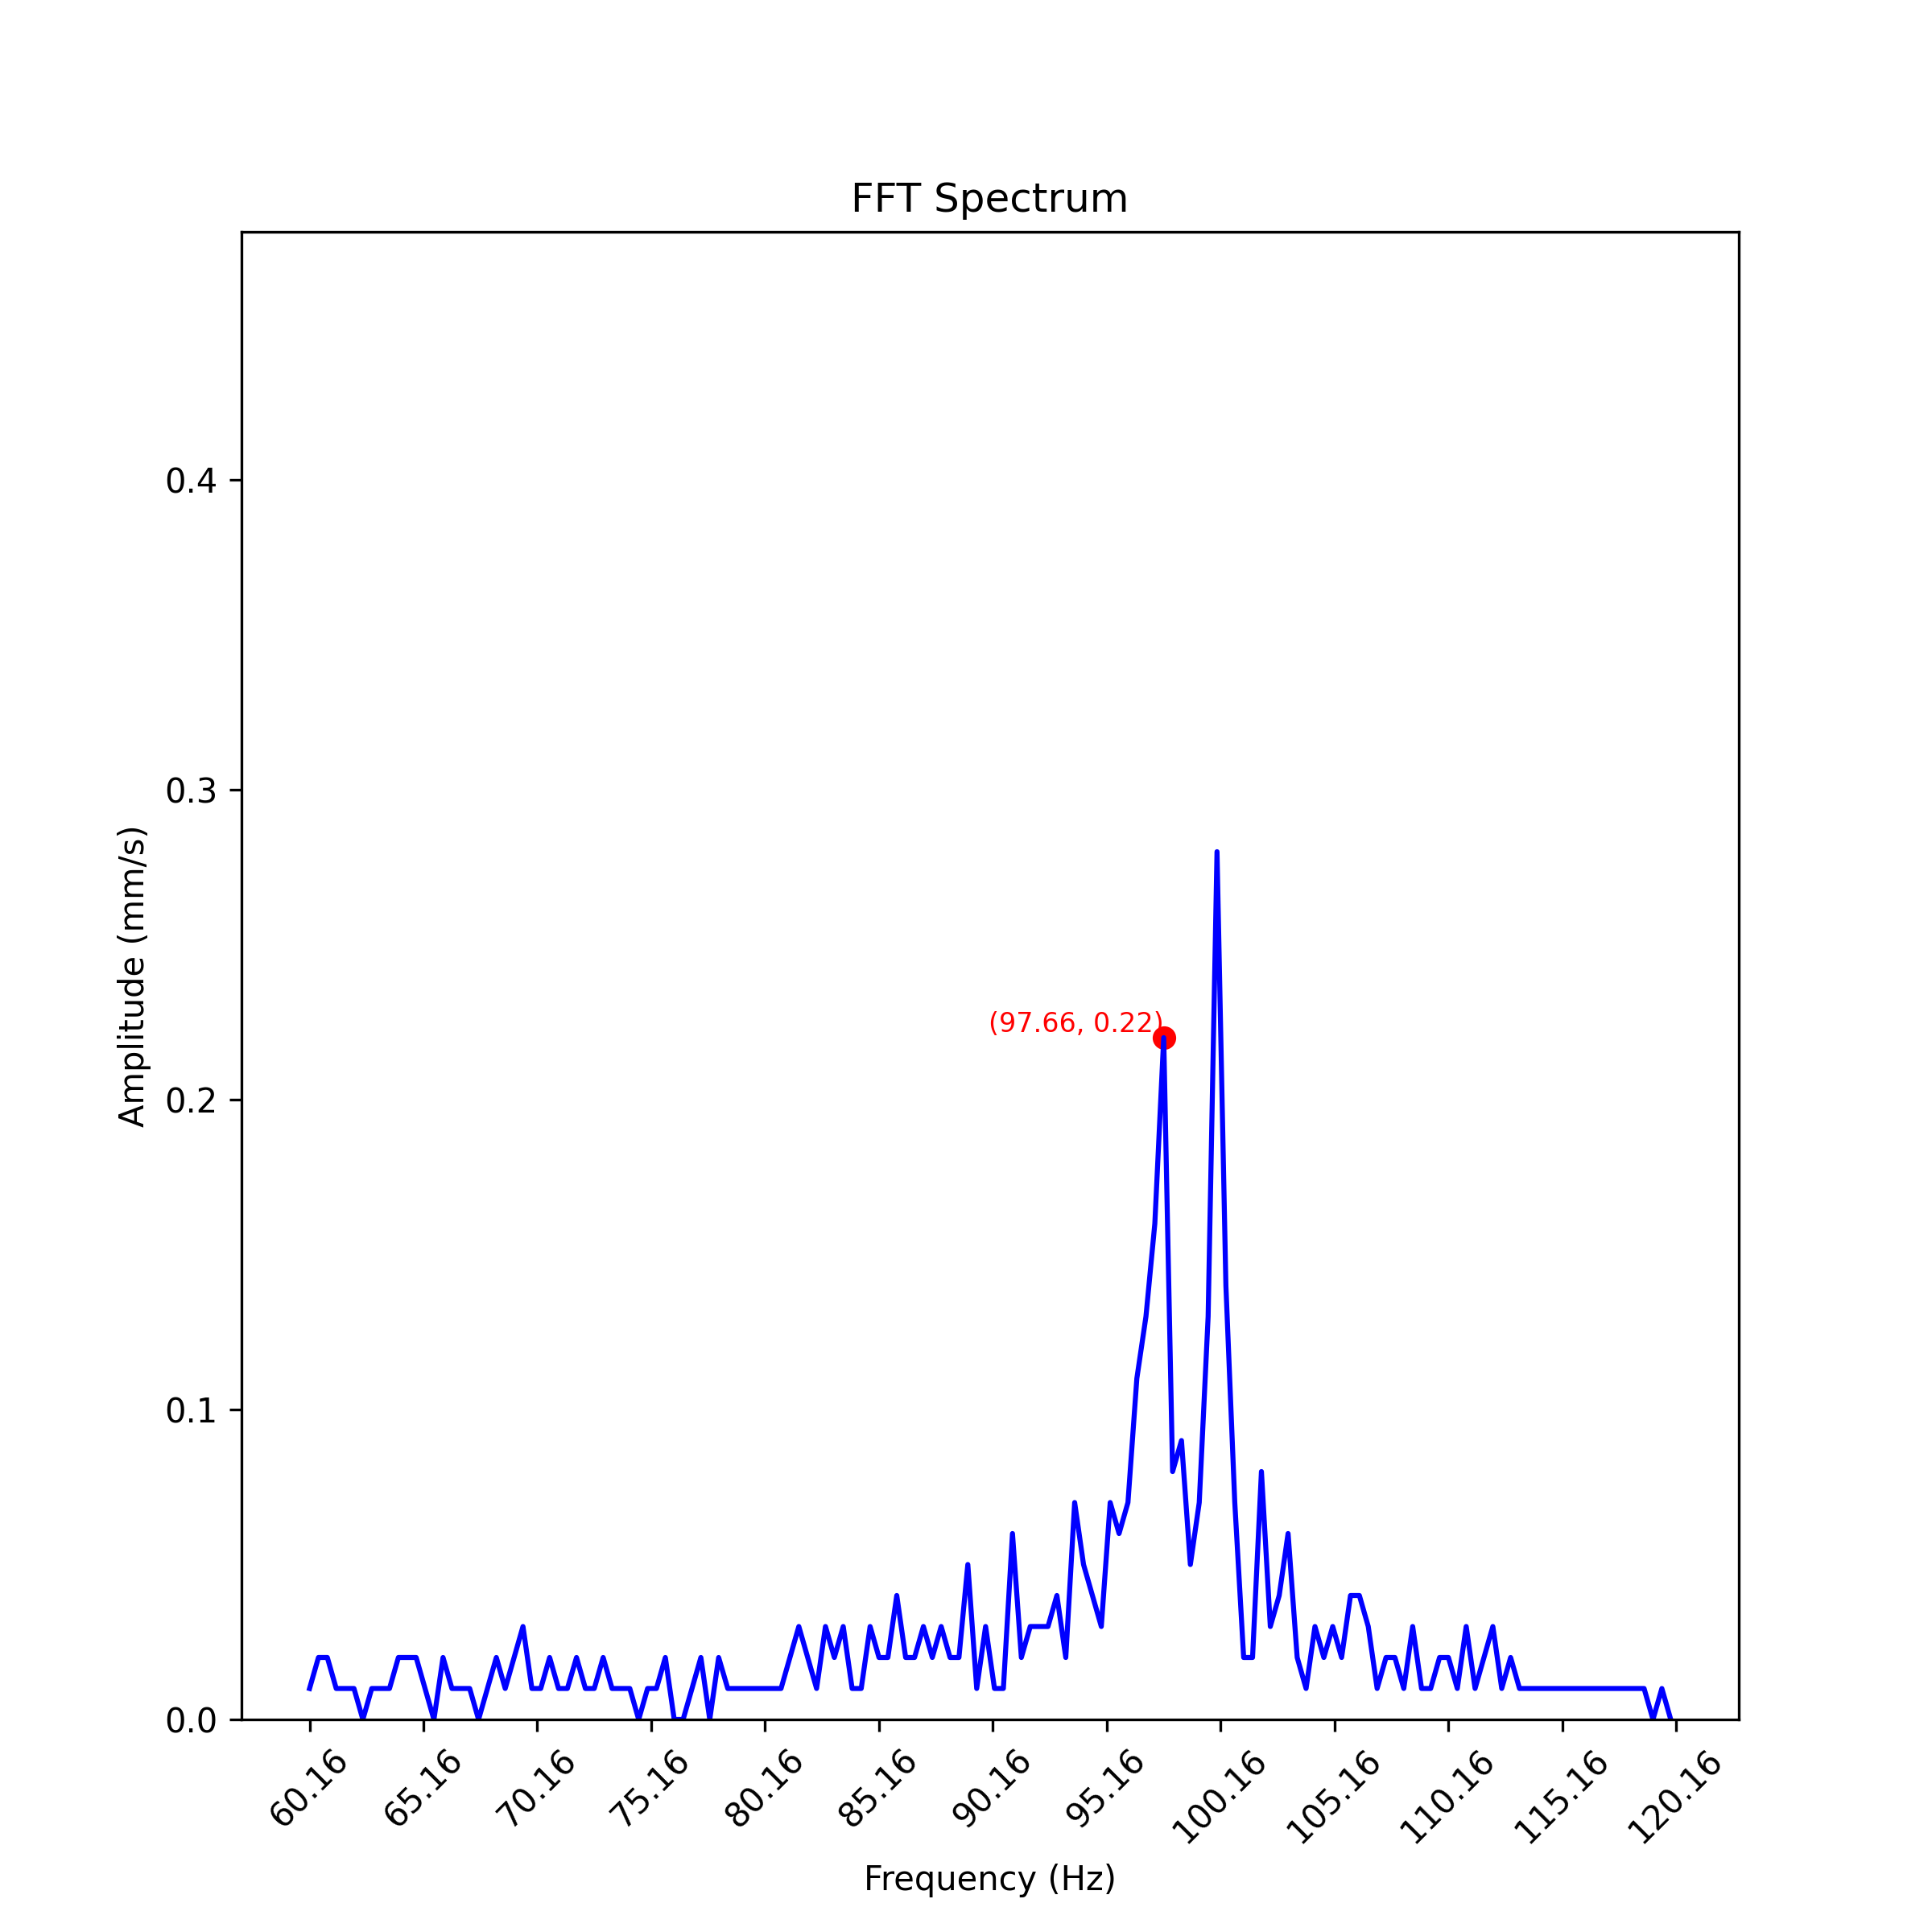 FFT Spectrum
0.4
0.3
0.2
0.1
0.0
Amplitude (mm/s)
(97.66, 0.22)
60.16 65.16 70.16 75.16 80.16 85.16 90.16 95.16 100.16 105.16 110.16 115.16 120.16
Frequency (Hz)